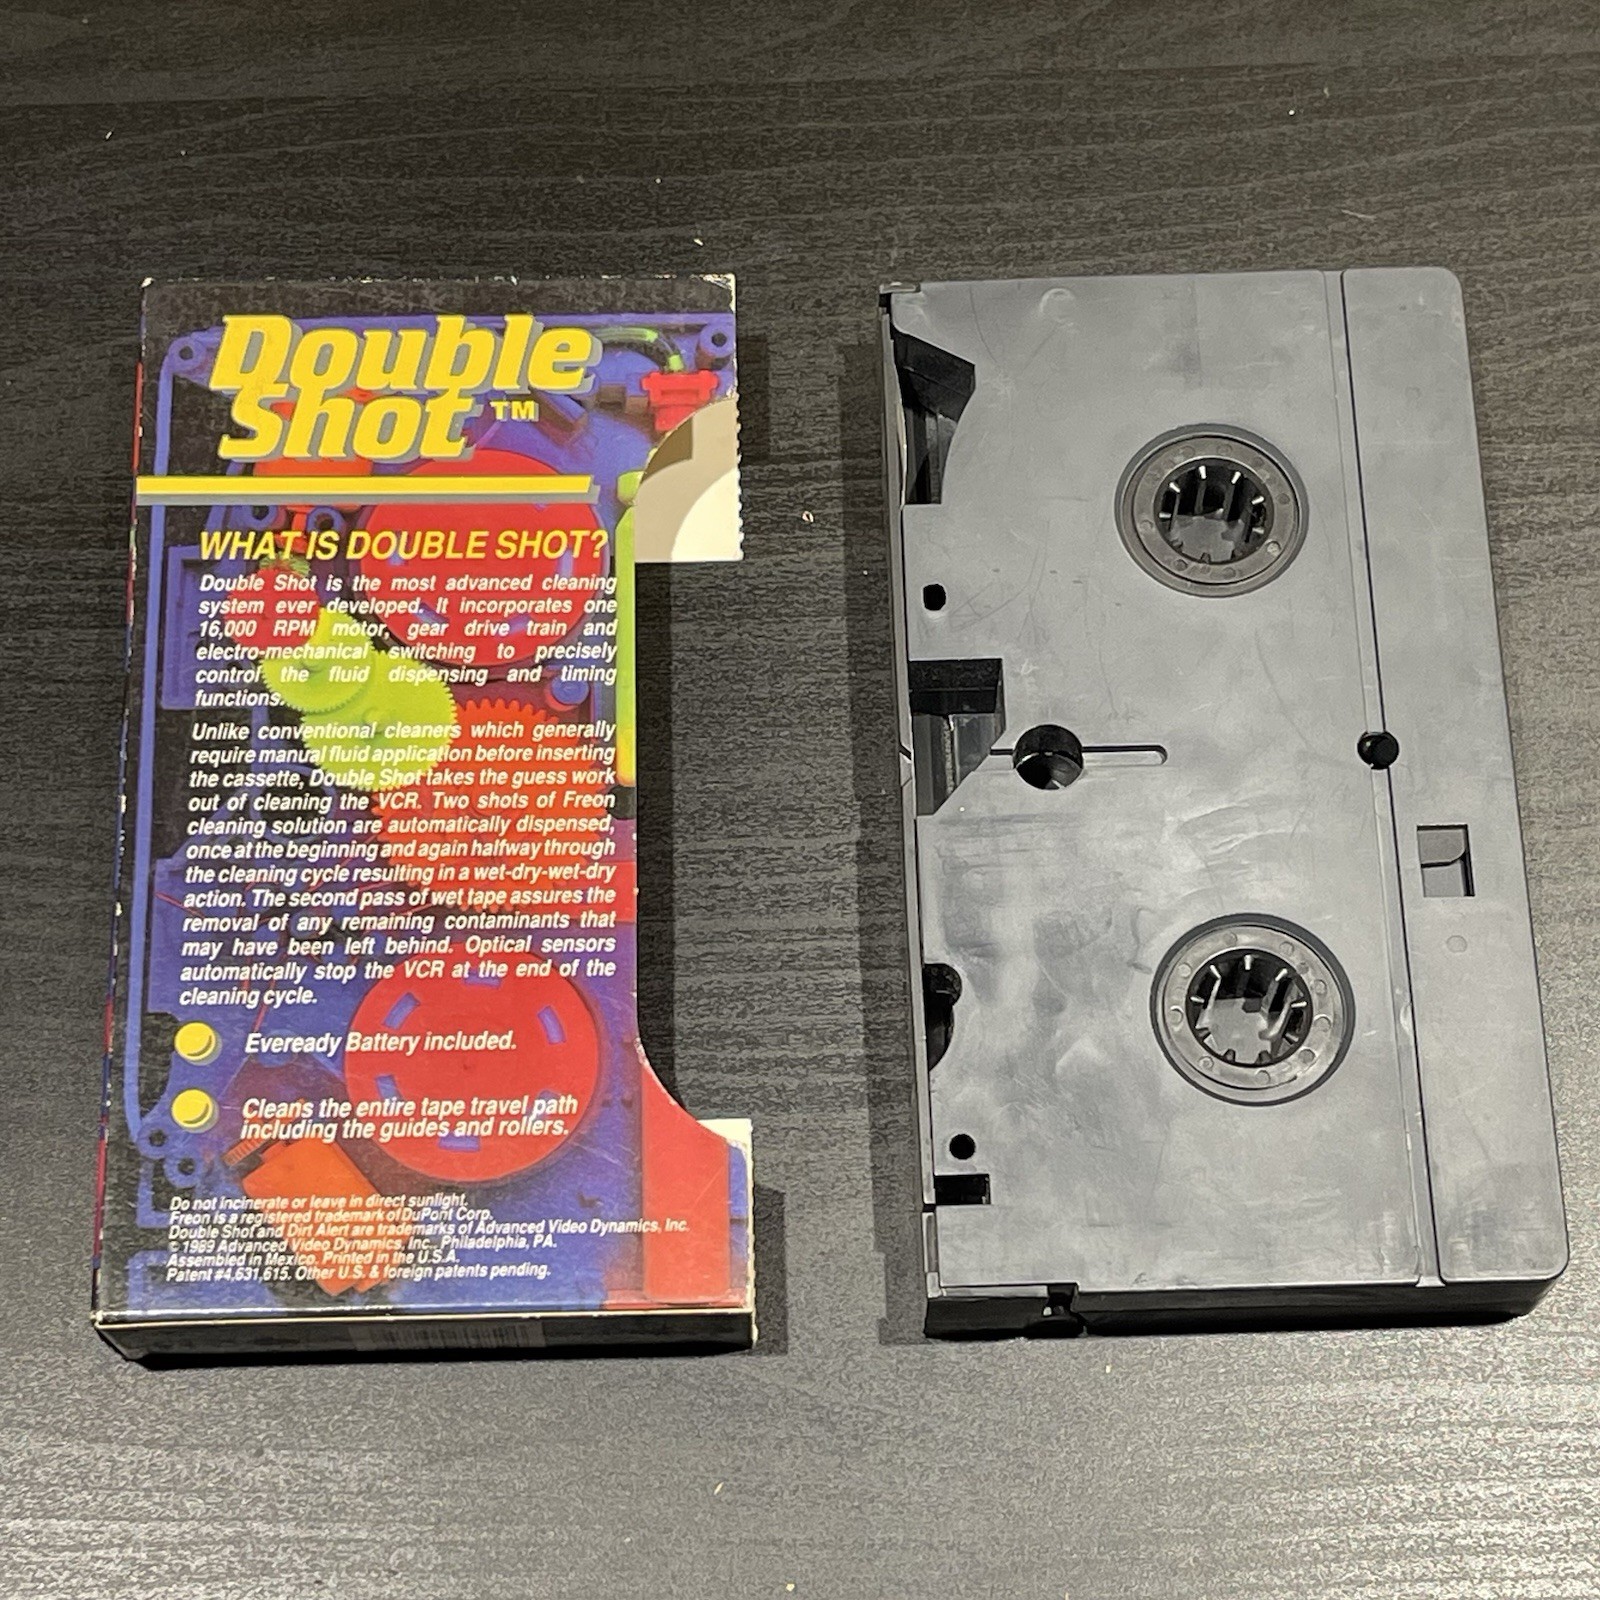 Double
Shot™
WHAT IS DOUBLE SHOT?
Double Shot is the most advanced cleaning
system ever developed. It incorporates one
16,000 RPM motor, gear drive train and
electro-mechanical switching to precisely
control the fluid dispensing and timing
functions.
Unlike conventional cleaners which generally
require manual fluid application before inserting
the cassette, Double Shot takes the guess work
out of cleaning the VCR. Two shots of Freon
cleaning solution are automatically dispensed,
once at the beginning and again halfway through
the cleaning cycle resulting in a wet-dry-wet-dry
action. The second pass of wet tape assures the
removal of any remaining contaminants that
may have been left behind. Optical sensors
automatically stop the VCR at the end of the
cleaning cycle.
Eveready Battery included.
Cleans the entire tape travel path
including the guides and rollers.
Do not incinerate or leave in direct sunlight.
Freon is a registered trademark of DuPont Corp.
Double Shot and Dirt Alert are trademarks of Advanced Video Dynamics, Inc.
© 1989 Advanced Video Dynamics, Inc., Philadelphia, PA.
Assembled in Mexico. Printed in the U.S.A.
Patent #4,631,615. Other U.S. & foreign patents pending.